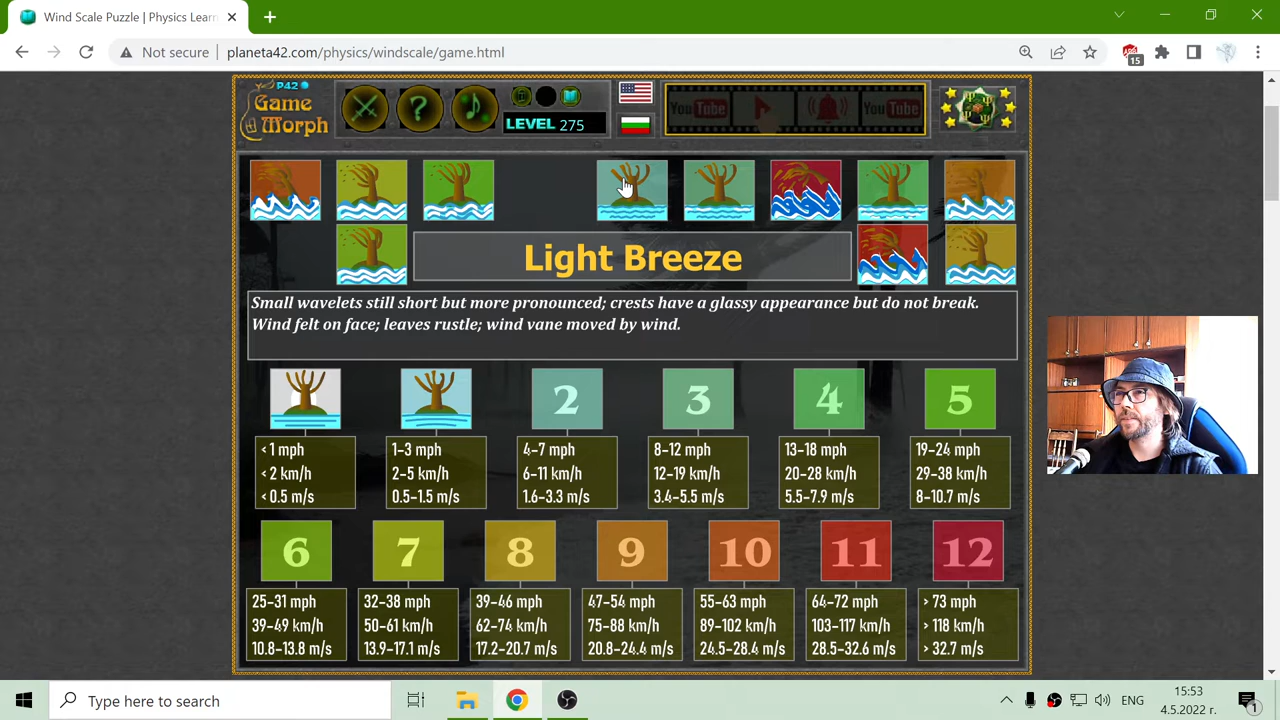 Wind Scale Puzzle | Physics Lear
Not secure
planeta42.com/physics/windscale/game.html
15
P42
Game
Morph
?
LEVEL 275
YouTube
YouTube
Light Breeze
Small wavelets still short but more pronounced; crests have a glassy appearance but do not break.
Wind felt on face; leaves rustle; wind vane moved by wind.
2 3 4 5
< 1 mph
< 2 km/h
< 0.5 m/s
1-3 mph
2-5 km/h
0.5-1.5 m/s
4-7 mph
6-11 km/h
1.6-3.3 m/s
8-12 mph
12-19 km/h
3.4-5.5 m/s
13-18 mph
20-28 km/h
5.5-7.9 m/s
19-24 mph
29-38 km/h
8-10.7 m/s
6 7 8 9 10 11 12
25-31 mph
39-49 km/h
10.8-13.8 m/s
32-38 mph
50-61 km/h
13.9-17.1 m/s
39-46 mph
62-74 km/h
17.2-20.7 m/s
47-54 mph
75-88 km/h
20.8-24.4 m/s
55-63 mph
89-102 km/h
24.5-28.4 m/s
64-72 mph
103-117 km/h
28.5-32.6 m/s
> 73 mph
> 118 km/h
> 32.7 m/s
Type here to search
ЕНГ
15:53
4.5.2022 г.
1